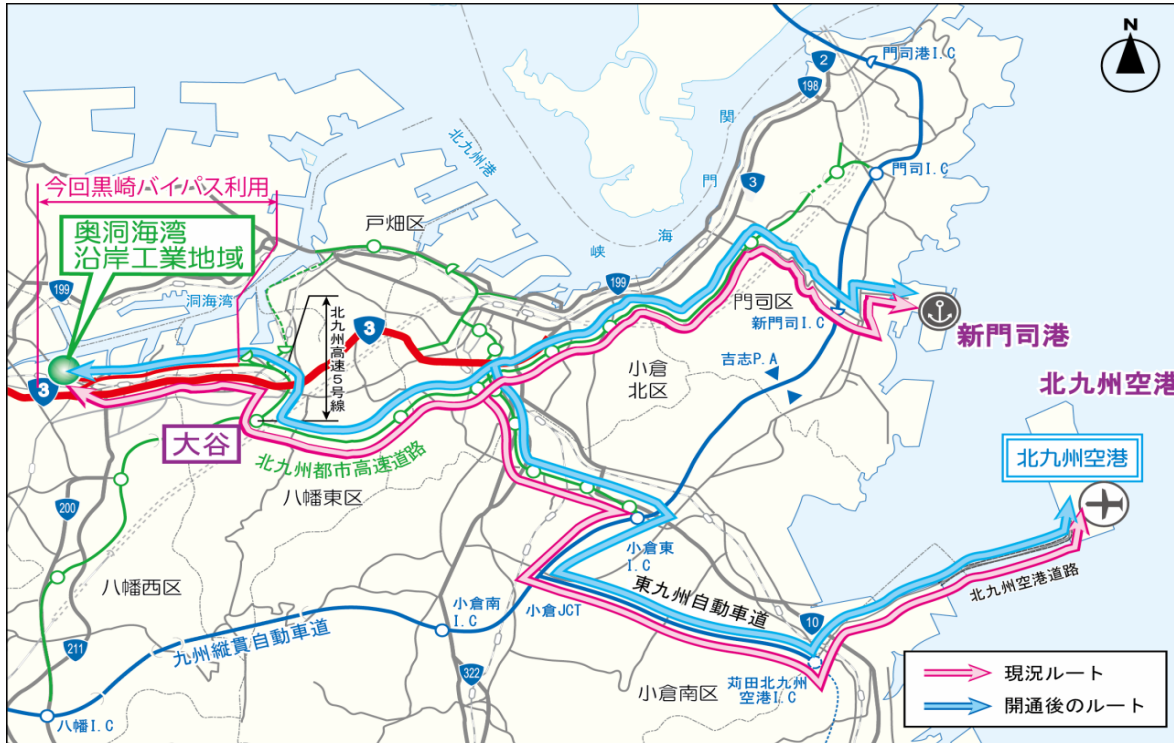 N
2
門司港I.C
198
関
門
海
峡
北九州港
今回黒崎バイパス利用
奥洞海湾
沿岸工業地域
戸畑区
3
門司I.C
199
199
洞海湾
北九州高速5号線
3
門司区
新門司I.C
新門司港
吉志P.A
小倉
北区
北九州空港
3
大谷
北九州都市高速道路
八幡東区
北九州空港
200
小倉東
I.C
東九州自動車道
北九州空港道路
八幡西区
小倉南
I.C
小倉JCT
10
211
九州縦貫自動車道
322
小倉南区
苅田北九州
空港I.C
八幡I.C
現況ルート
開通後のルート